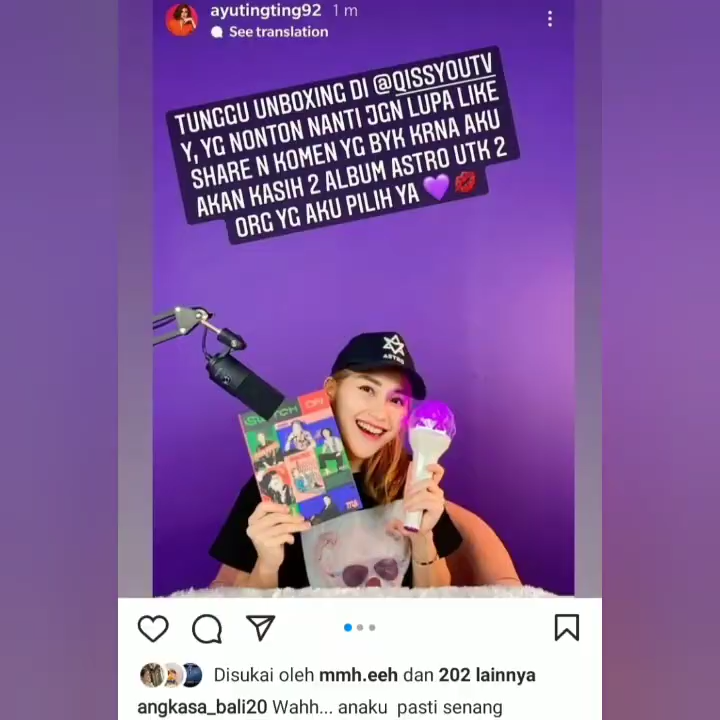 ayutingting92 1 m
See translation
TUNGGU UNBOXING DI @QISSYOUTV
Y, YG NONTON NANTI JGN LUPA LIKE
SHARE N KOMEN YG BYK KRNA AKU
AKAN KASIH 2 ALBUM ASTRO UTK 2
ORG YG AKU PILIH YA
ASTRO
SWITCH ON
Disukai oleh mmh.eeh dan 202 lainnya
angkasa_bali20 Wahh... anaku pasti senang